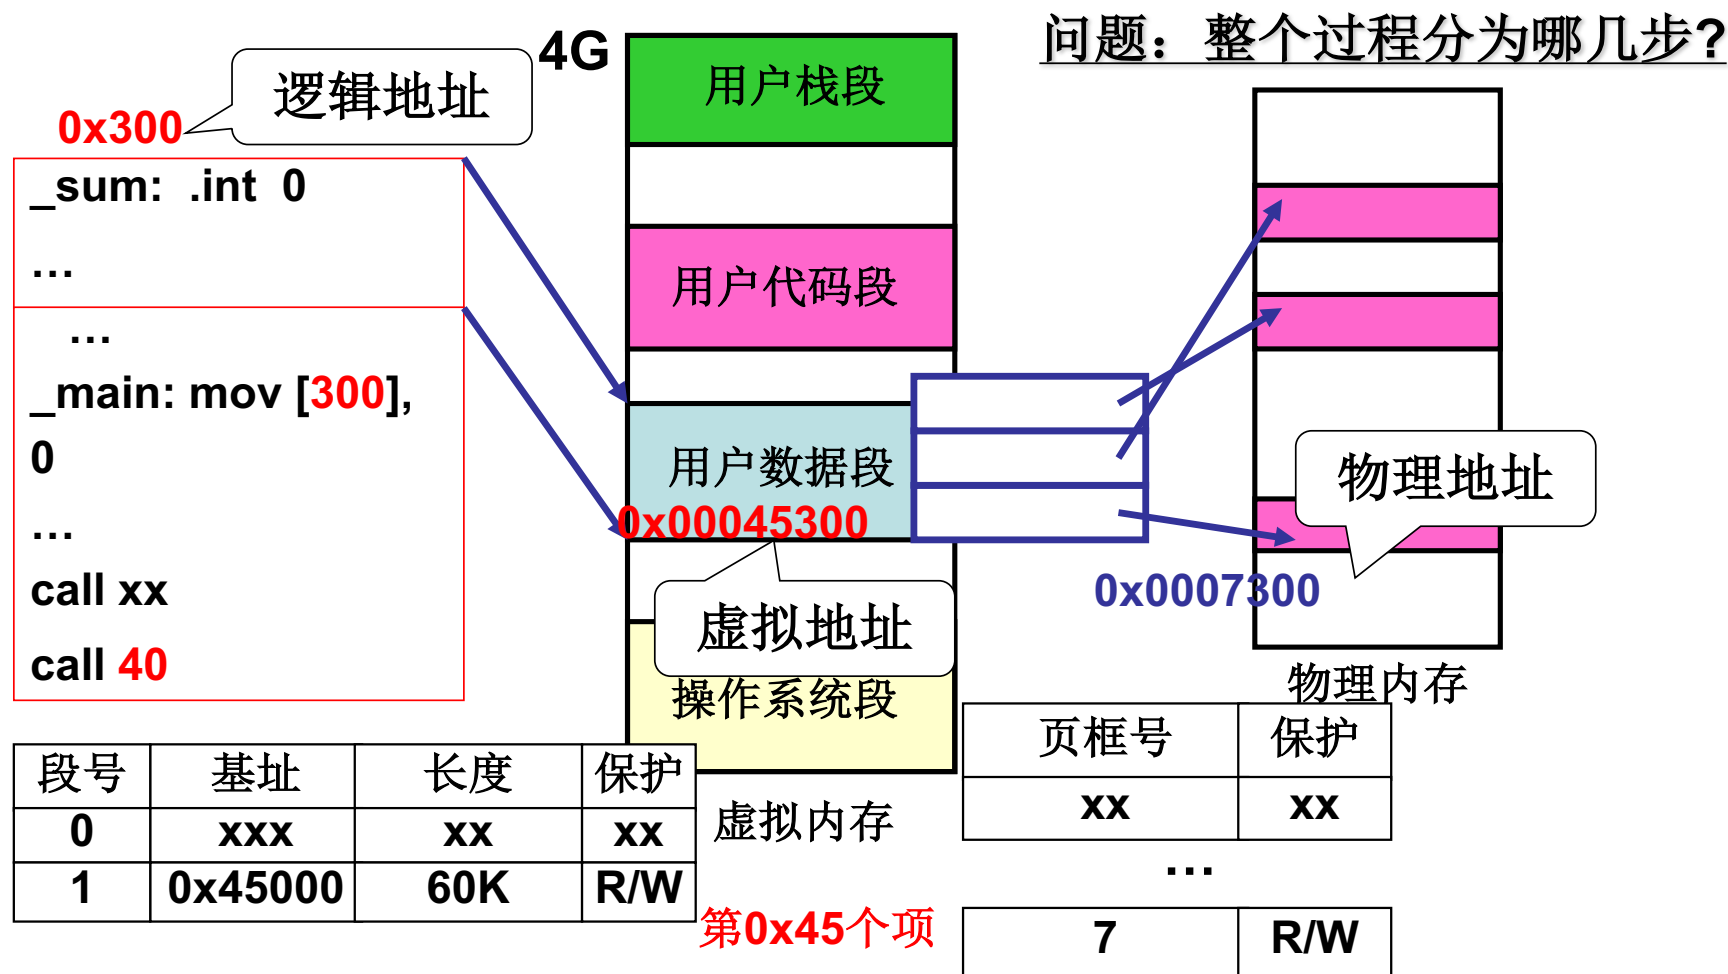 问题：整个过程分为哪几步?
4G
用户栈段
逻辑地址
0x300
_sum: .int 0
...
...
_main: mov [300],
0
...
call xx
call 40
用户代码段
用户数据段
0x00045300
虚拟地址
操作系统段
虚拟内存
物理地址
0x0007300
物理内存
段号 基址 长度 保护
0 xxx xx xx
1 0x45000 60K R/W
页框号 保护
xx xx
...
第0x45个项
7 R/W